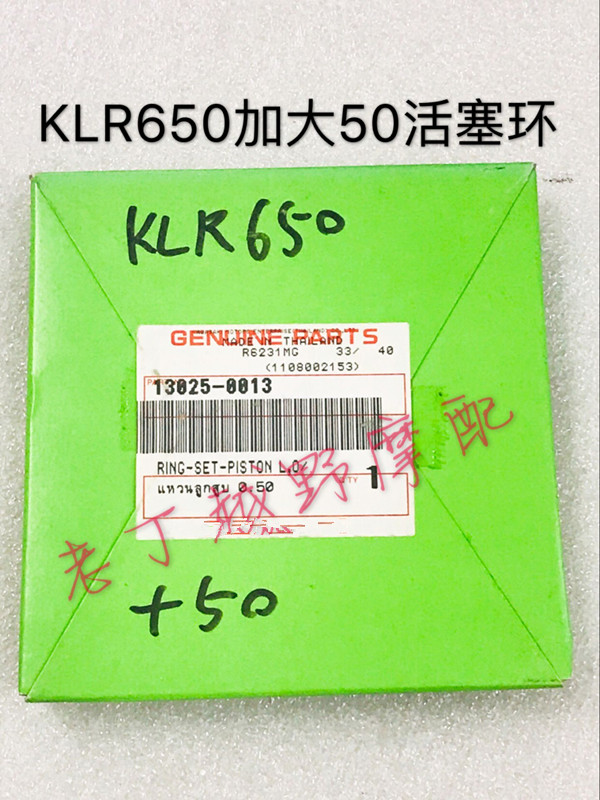 KLR650加大50活塞环
KLR650
GENUINE PARTS
MADE IN THAILAND
R6231MG 33/ 40
(1108002153)
13025-0013
RING-SET-PISTON L,O/
แหวนลูกสูบ 0.50
1
老丁越野摩配
+50